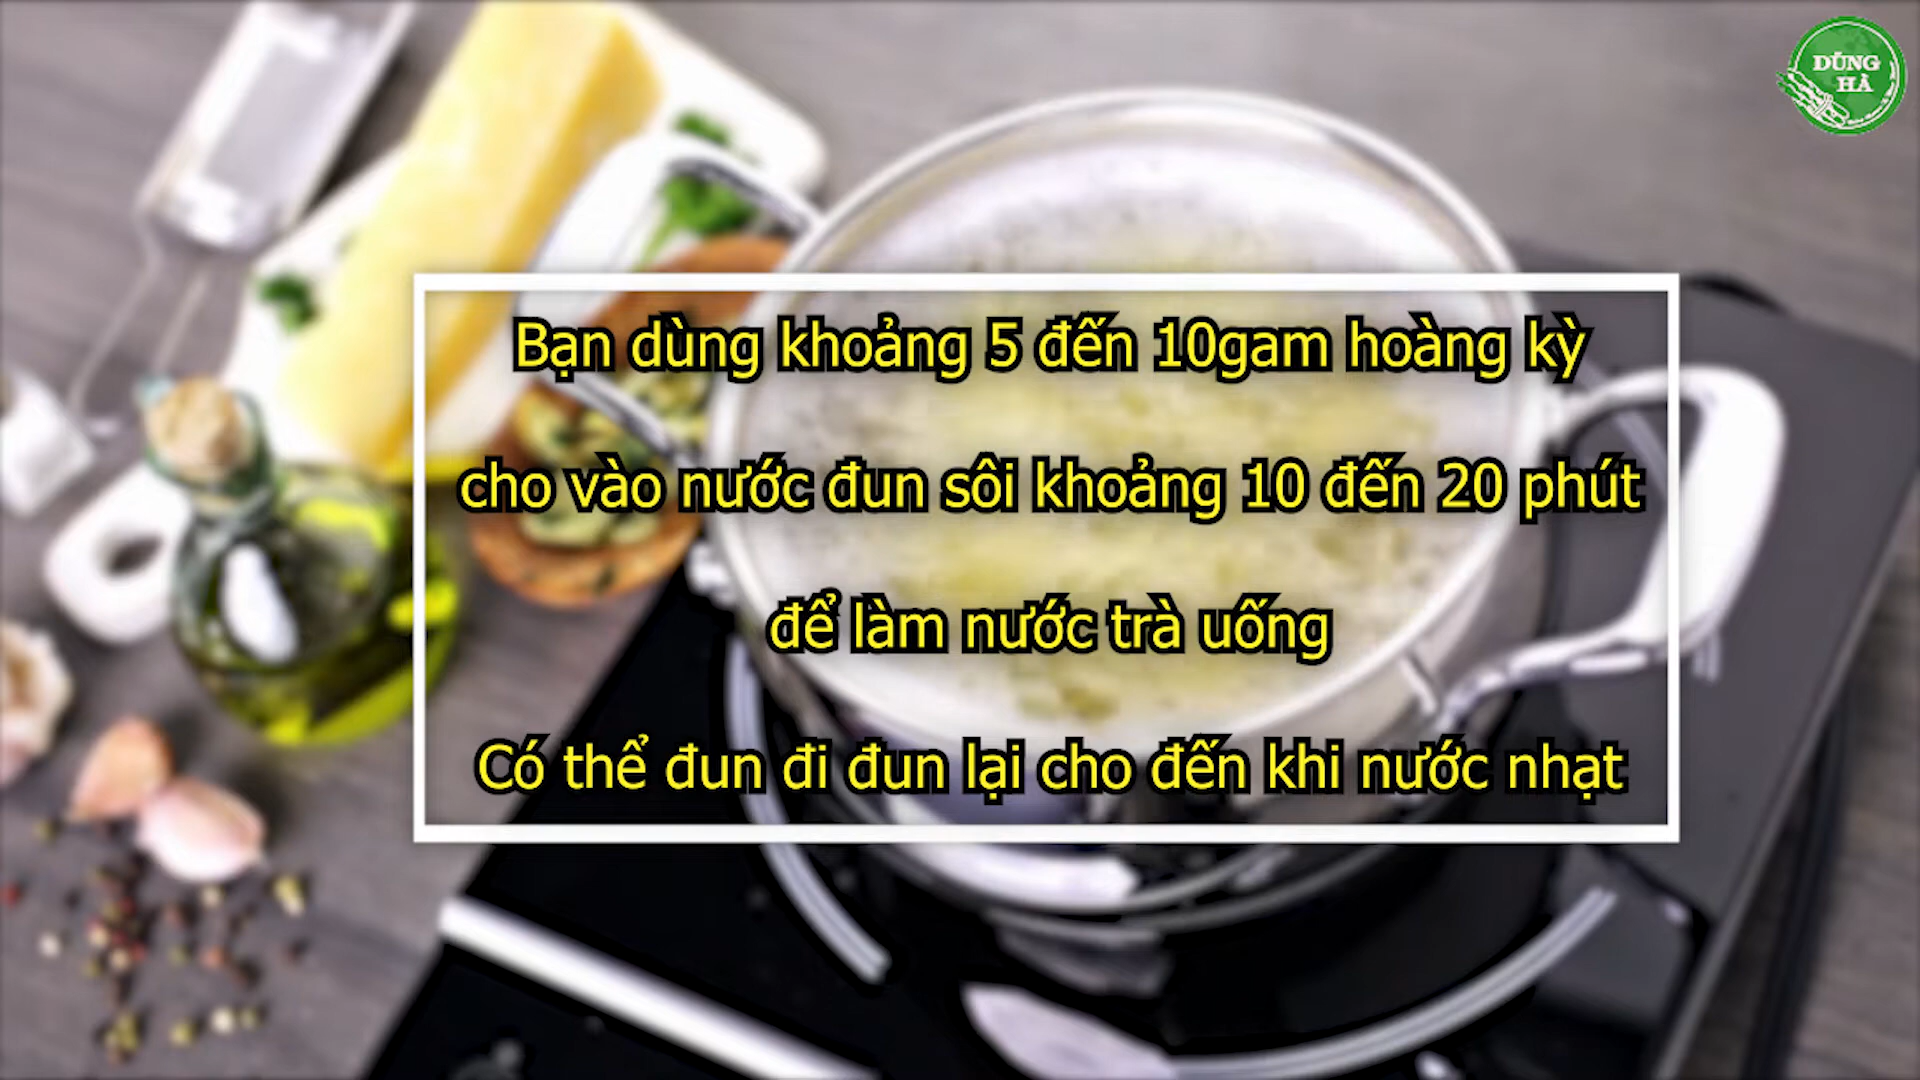 DŨNG
HÀ
Bạn dùng khoảng 5 đến 10gam hoàng kỳ
cho vào nước đun sôi khoảng 10 đến 20 phút
để làm nước trà uống
Có thể đun đi đun lại cho đến khi nước nhạt